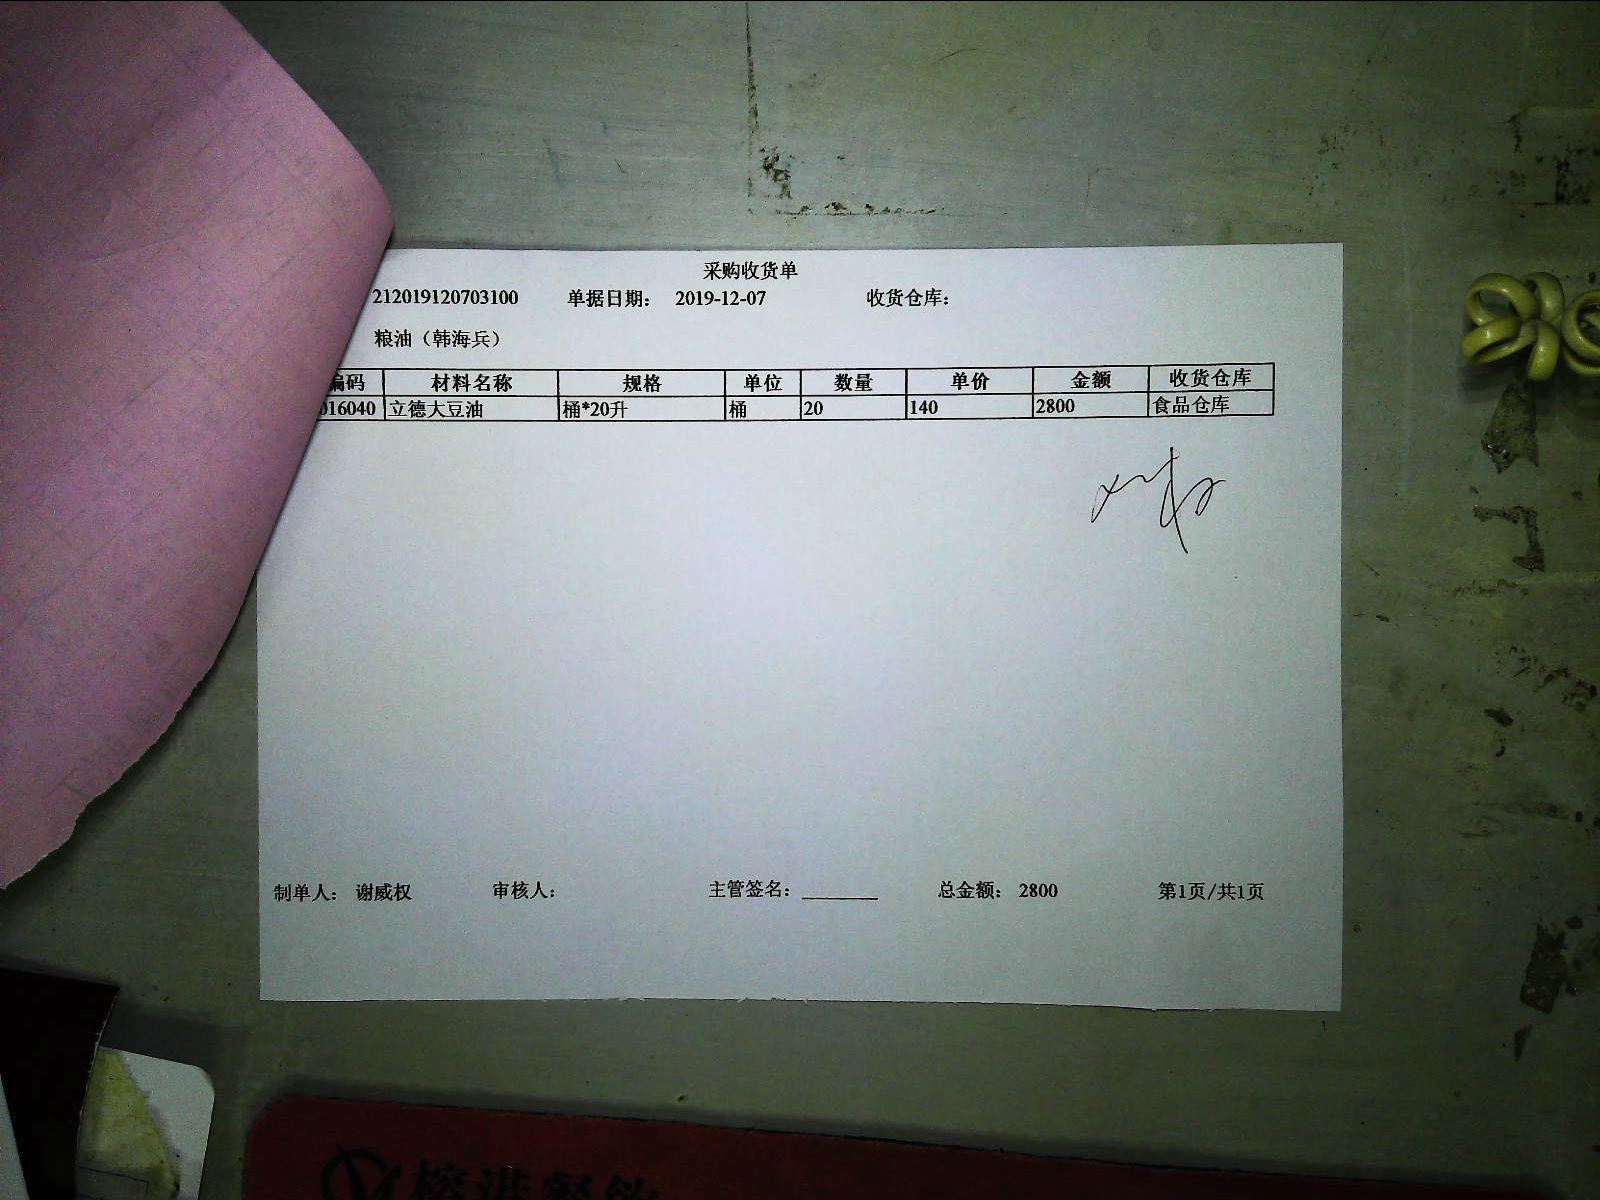 采购收货单
212019120703100 单据日期： 2019-12-07 收货仓库：
粮油（韩海兵）
编码 材料名称 规格 单位 数量 单价 金额 收货仓库
016040 立德大豆油 桶*20升 桶 20 140 2800 食品仓库
制单人： 谢威权 审核人： 主管签名： ________ 总金额： 2800 第1页/共1页